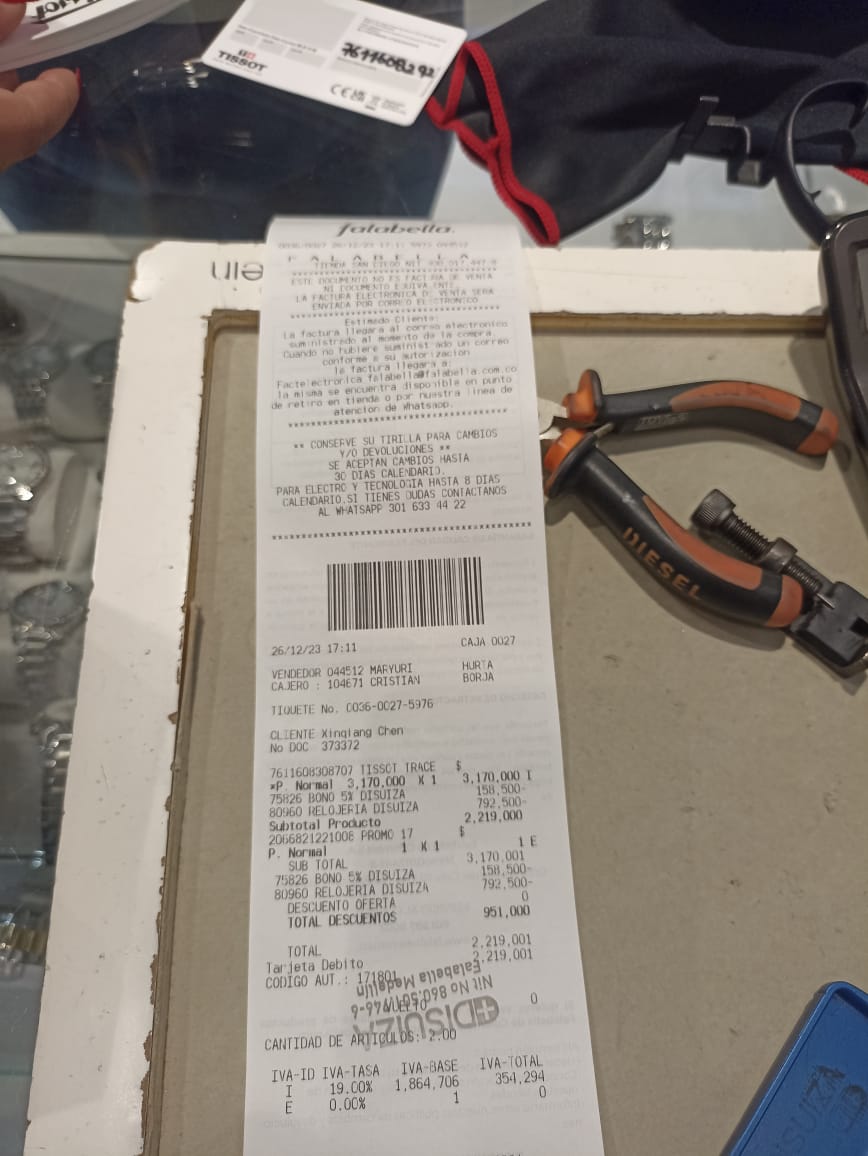 TISSOT
falabella.
F A L A B E L L A
TIENDA SAN DIEGO NIT
ESTE DOCUMENTO NO ES FACTURA DE VENTA
NI DOCUMENTO EQUIVALENTE.
LA FACTURA ELECTRONICA DE VENTA SERA
ENVIADA POR CORREO ELECTRONICO
Estimado Cliente:
La factura llegara al correo electronico
suministrado al momento de la compra.
Cuando no hubiere suministrado un correo
conforme a su autorizacion
la factura llegara a:
Factelectronica falabella@falabella.com.co
la misma se encuentra disponible en punto
de retiro en tienda o por nuestra linea de
atencion de Whatsapp.
** CONSERVE SU TIRILLA PARA CAMBIOS
Y/O DEVOLUCIONES **
SE ACEPTAN CAMBIOS HASTA
30 DIAS CALENDARIO.
PARA ELECTRO Y TECNOLOGIA HASTA 8 DIAS
CALENDARIO.SI TIENES DUDAS CONTACTANOS
AL WHATSAPP 301 633 44 22
26/12/23 17:11 CAJA 0027
VENDEDOR 044512 MARYURI HURTA
CAJERO : 104671 CRISTIAN BORJA
TIQUETE No. 0036-0027-5976
CLIENTE Xinqiang Chen
No DOC 373372
7611608308707 TISSOT TRACE $
*P. Normal 3,170,000 X 1 3,170,000 I
75826 BONO 5% DISUIZA 158,500-
80960 RELOJERIA DISUIZA 792,500-
Subtotal Producto 2,219,000
2066821221008 PROMO 17 $
P. Normal 1 X 1 1 E
SUB TOTAL 3,170,001
75826 BONO 5% DISUIZA 158,500-
80960 RELOJERIA DISUIZA 792,500-
DESCUENTO OFERTA 0
TOTAL DESCUENTOS 951,000
TOTAL 2,219,001
Tarjeta Debito 2,219,001
CODIGO AUT.: 171801
VUELTO 0
Falabella Medellín
DISUIZA
CANTIDAD DE ARTICULOS: 2.00
IVA-ID IVA-TASA IVA-BASE IVA-TOTAL
I 19.00% 1,864,706 354,294
E 0.00% 1 0
DIESEL